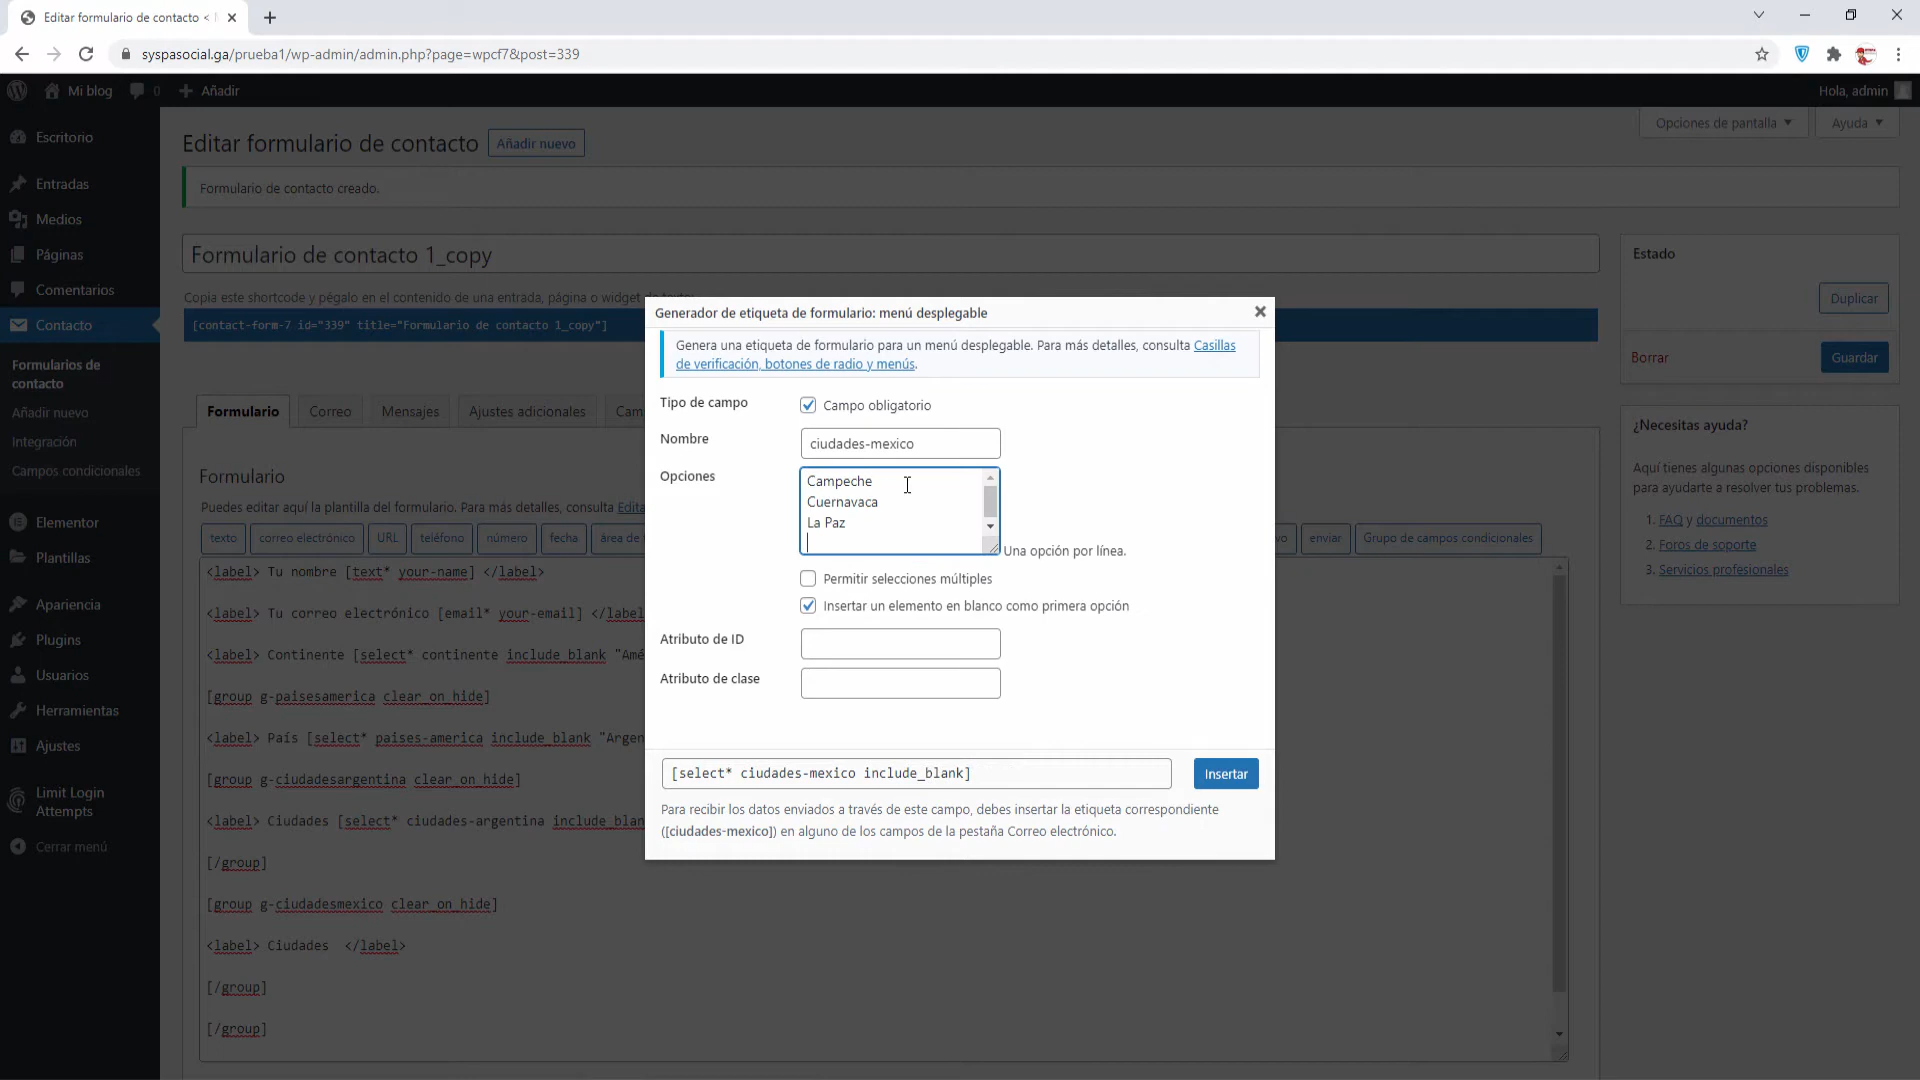 Editar formulario de contacto <
syspasocial.ga/prueba1/wp-admin/admin.php?page=wpcf7&post=339
Mi blog
0
Añadir
Hola, admin
Escritorio
Entradas
Medios
Páginas
Comentarios
Contacto
Formularios de
contacto
Añadir nuevo
Integración
Campos condicionales
Elementor
Plantillas
Apariencia
Plugins
Usuarios
Herramientas
Ajustes
Limit Login
Attempts
Cerrar menú
Editar formulario de contacto
Añadir nuevo
Opciones de pantalla
Ayuda
Formulario de contacto creado.
Formulario de contacto 1_copy
Copia este shortcode y pégalo en el contenido de una entrada, página o widget de
[contact-form-7 id="339" title="Formulario de contacto 1_copy"]
Formulario
Correo
Mensajes
Ajustes adicionales
Cam
Formulario
Puedes editar aquí la plantilla del formulario. Para más detalles, consulta Edita
texto
correo electrónico
URL
teléfono
número
fecha
área de
vo
enviar
Grupo de campos condicionales
<label> Tu nombre [text* your-name] </label>
<label> Tu correo electrónico [email* your-email] </label
<label> Continente [select* continente include_blank "Amé
[group g-paisesamerica clear_on_hide]
<label> País [select* paises-america include_blank "Argen
[group g-ciudadesargentina clear_on_hide]
<label> Ciudades [select* ciudades-argentina include_blan
[/group]
[group g-ciudadesmexico clear_on_hide]
<label> Ciudades  </label>
[/group]
[/group]
Generador de etiqueta de formulario: menú desplegable
Genera una etiqueta de formulario para un menú desplegable. Para más detalles, consulta Casillas
de verificación, botones de radio y menús.
Tipo de campo
Campo obligatorio
Nombre
ciudades-mexico
Opciones
Campeche
Cuernavaca
La Paz
Una opción por línea.
Permitir selecciones múltiples
Insertar un elemento en blanco como primera opción
Atributo de ID
Atributo de clase
[select* ciudades-mexico include_blank]
Insertar
Para recibir los datos enviados a través de este campo, debes insertar la etiqueta correspondiente
([ciudades-mexico]) en alguno de los campos de la pestaña Correo electrónico.
Estado
Duplicar
Borrar
Guardar
¿Necesitas ayuda?
Aquí tienes algunas opciones disponibles
para ayudarte a resolver tus problemas.
1. FAQ y documentos
2. Foros de soporte
3. Servicios profesionales